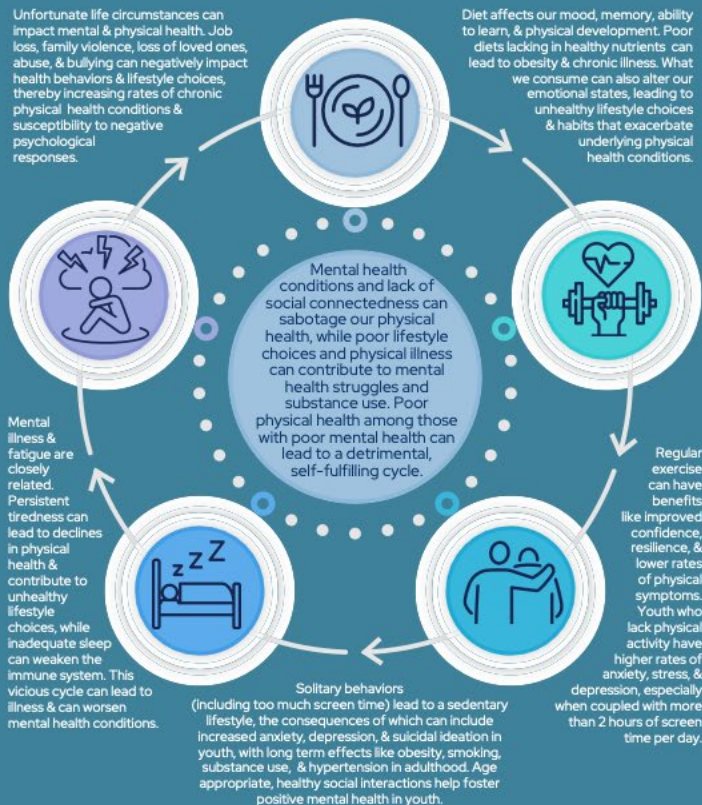 Unfortunate life circumstances can
impact mental & physical health. Job
loss, family violence, loss of loved ones,
abuse, & bullying can negatively impact
health behaviors & lifestyle choices,
thereby increasing rates of chronic
physical health conditions &
susceptibility to negative
psychological
responses.
Diet affects our mood, memory, ability
to learn, & physical development. Poor
diets lacking in healthy nutrients can
lead to obesity & chronic illness. What
we consume can also alter our
emotional states, leading to
unhealthy lifestyle choices
& habits that exacerbate
underlying physical
health conditions.
Mental health
conditions and lack of
social connectedness can
sabotage our physical
health, while poor lifestyle
choices and physical illness
can contribute to mental
health struggles and
substance use. Poor
physical health among those
with poor mental health can
lead to a detrimental,
self-fulfilling cycle.
Mental
illness &
fatigue are
closely
related.
Persistent
tiredness can
lead to declines
in physical
health &
contribute to
unhealthy
lifestyle
choices, while
inadequate sleep
can weaken the
immune system. This
vicious cycle can lead to
illness & can worsen
mental health conditions.
Regular
exercise
can have
benefits
like improved
confidence,
resilience, &
lower rates
of physical
symptoms.
Youth who
lack physical
activity have
higher rates of
anxiety, stress, &
depression, especially
when coupled with more
than 2 hours of screen
time per day.
z z Z
Solitary behaviors
(including too much screen time) lead to a sedentary
lifestyle, the consequences of which can include
increased anxiety, depression, & suicidal ideation in
youth, with long term effects like obesity, smoking,
substance use, & hypertension in adulthood. Age
appropriate, healthy social interactions help foster
positive mental health in youth.